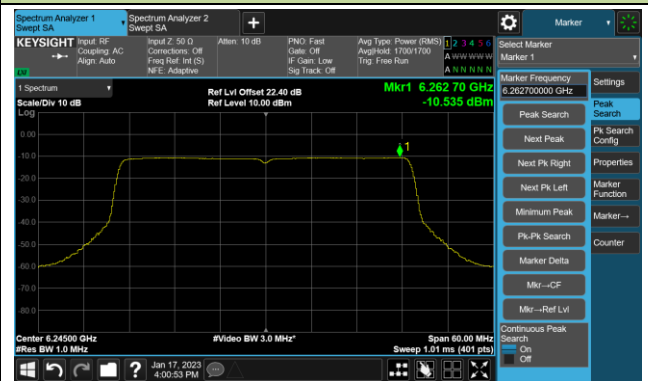 Spectrum Analyzer 1
Swept SA
Spectrum Analyzer 2
Swept SA
+
Marker
KEYSIGHT
Input: RF
Coupling: AC
Align: Auto
Input Z: 50 Ω
Corrections: Off
Freq Ref: Int (S)
NFE: Adaptive
Atten: 10 dB
PNO: Fast
Gate: Off
IF Gain: Low
Sig Track: Off
Avg Type: Power (RMS)
Avg|Hold: 1700/1700
Trig: Free Run
1 2 3 4 5 6
A W W W W W
A N N N N N
Select Marker
Marker 1
1 Spectrum
Scale/Div 10 dB
Log
Ref Lvl Offset 22.40 dB
Ref Level 10.00 dBm
Mkr1 6.262 70 GHz
-10.535 dBm
0.00
-10.0
-20.0
-30.0
-40.0
-50.0
-60.0
-70.0
-80.0
1
Center 6.24500 GHz
#Res BW 1.0 MHz
#Video BW 3.0 MHz*
Span 60.00 MHz
Sweep 1.01 ms (401 pts)
Marker Frequency
6.262700000 GHz
Peak Search
Next Peak
Next Pk Right
Next Pk Left
Minimum Peak
Pk-Pk Search
Marker Delta
Mkr→CF
Mkr→Ref Lvl
Continuous Peak
Search
On
Off
Settings
Peak
Search
Pk Search
Config
Properties
Marker
Function
Marker→
Counter
?
Jan 17, 2023
4:00:53 PM